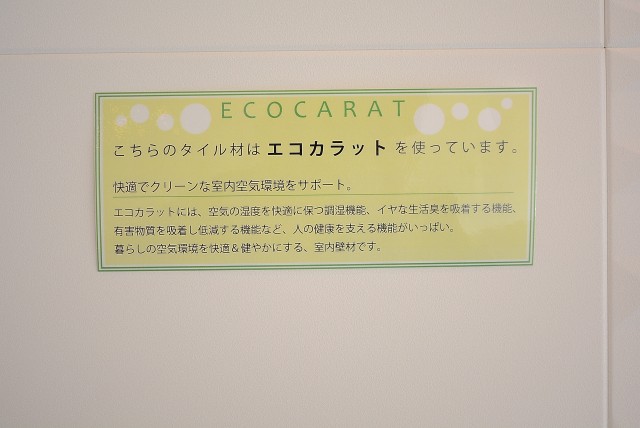 ECOCARAT
こちらのタイル材は エコカラット を使っています。
快適でクリーンな室内空気環境をサポート。
エコカラットには、空気の湿度を快適に保つ調湿機能、イヤな生活臭を吸着する機能、
有害物質を吸着し低減する機能など、人の健康を支える機能がいっぱい。
暮らしの空気環境を快適&健やかにする、室内壁材です。